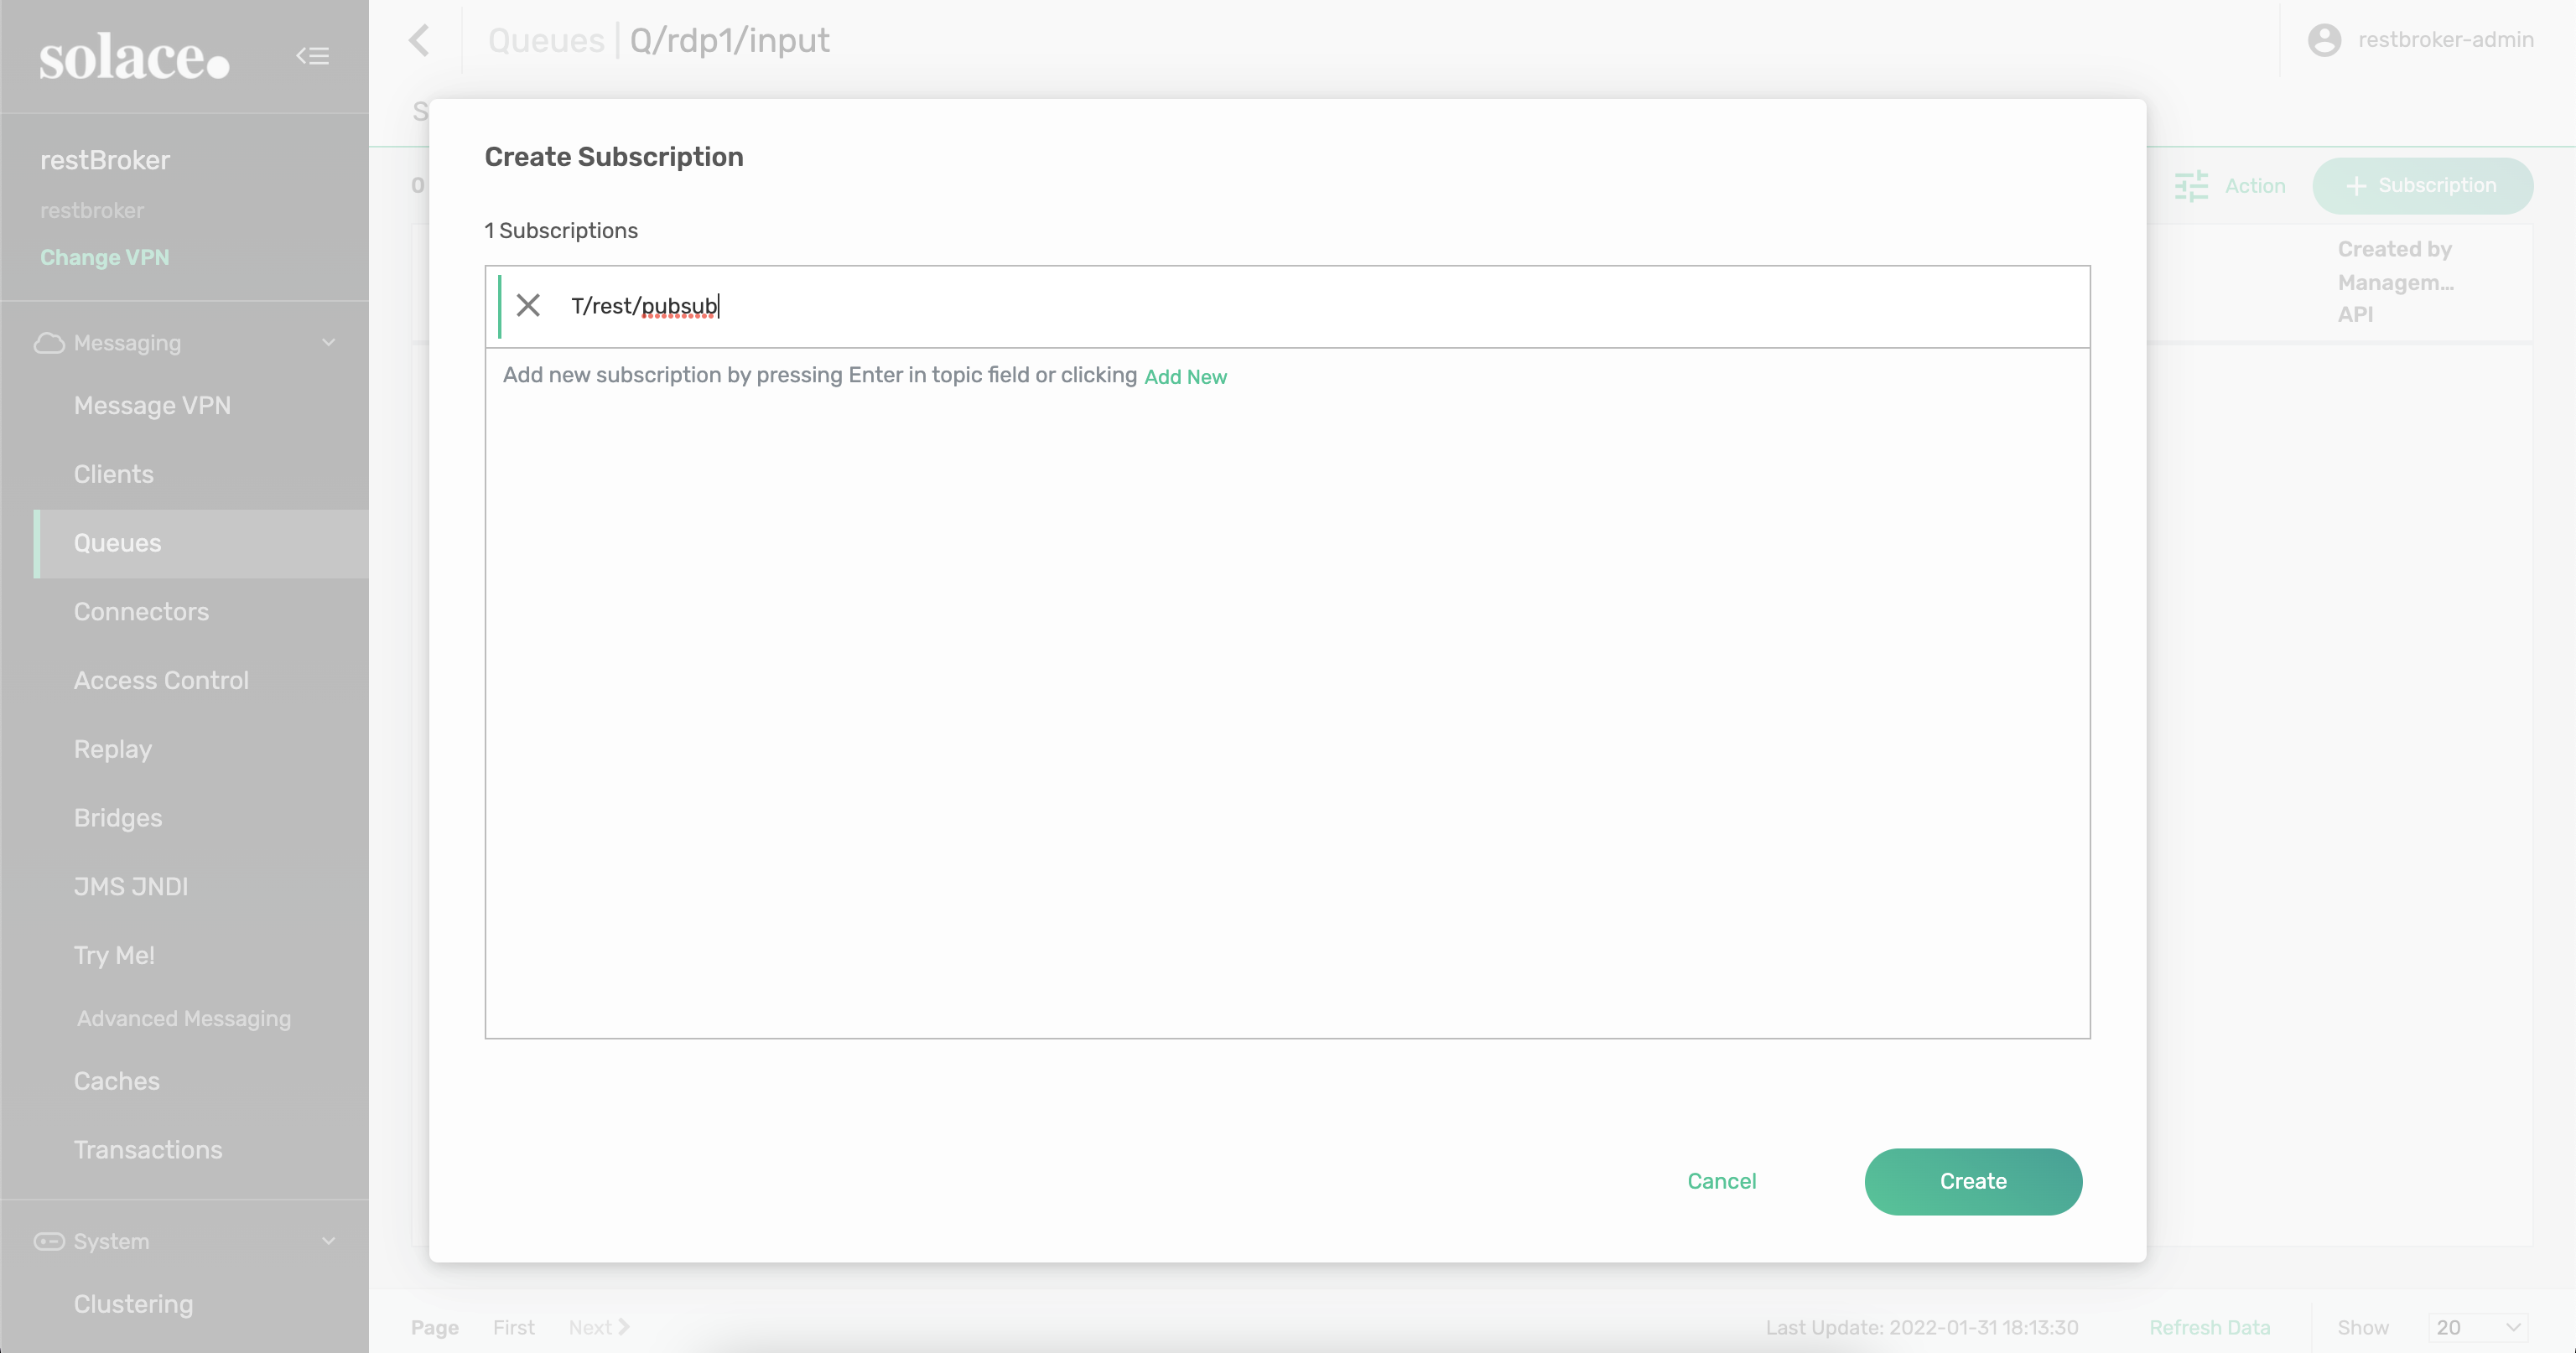 solace.
restBroker
restbroker
Change VPN
Messaging
Message VPN
Clients
Queues
Connectors
Access Control
Replay
Bridges
JMS JNDI
Try Me!
Advanced Messaging
Caches
Transactions
System
Clustering
Queues | Q/rdp1/input
restbroker-admin
S
0
Action
+ Subscription
Created by
Managem...
API
Create Subscription
1 Subscriptions
T/rest/pubsub
Add new subscription by pressing Enter in topic field or clicking Add New
Cancel
Create
Page First Next
Last Update: 2022-01-31 18:13:30
Refresh Data
Show 20